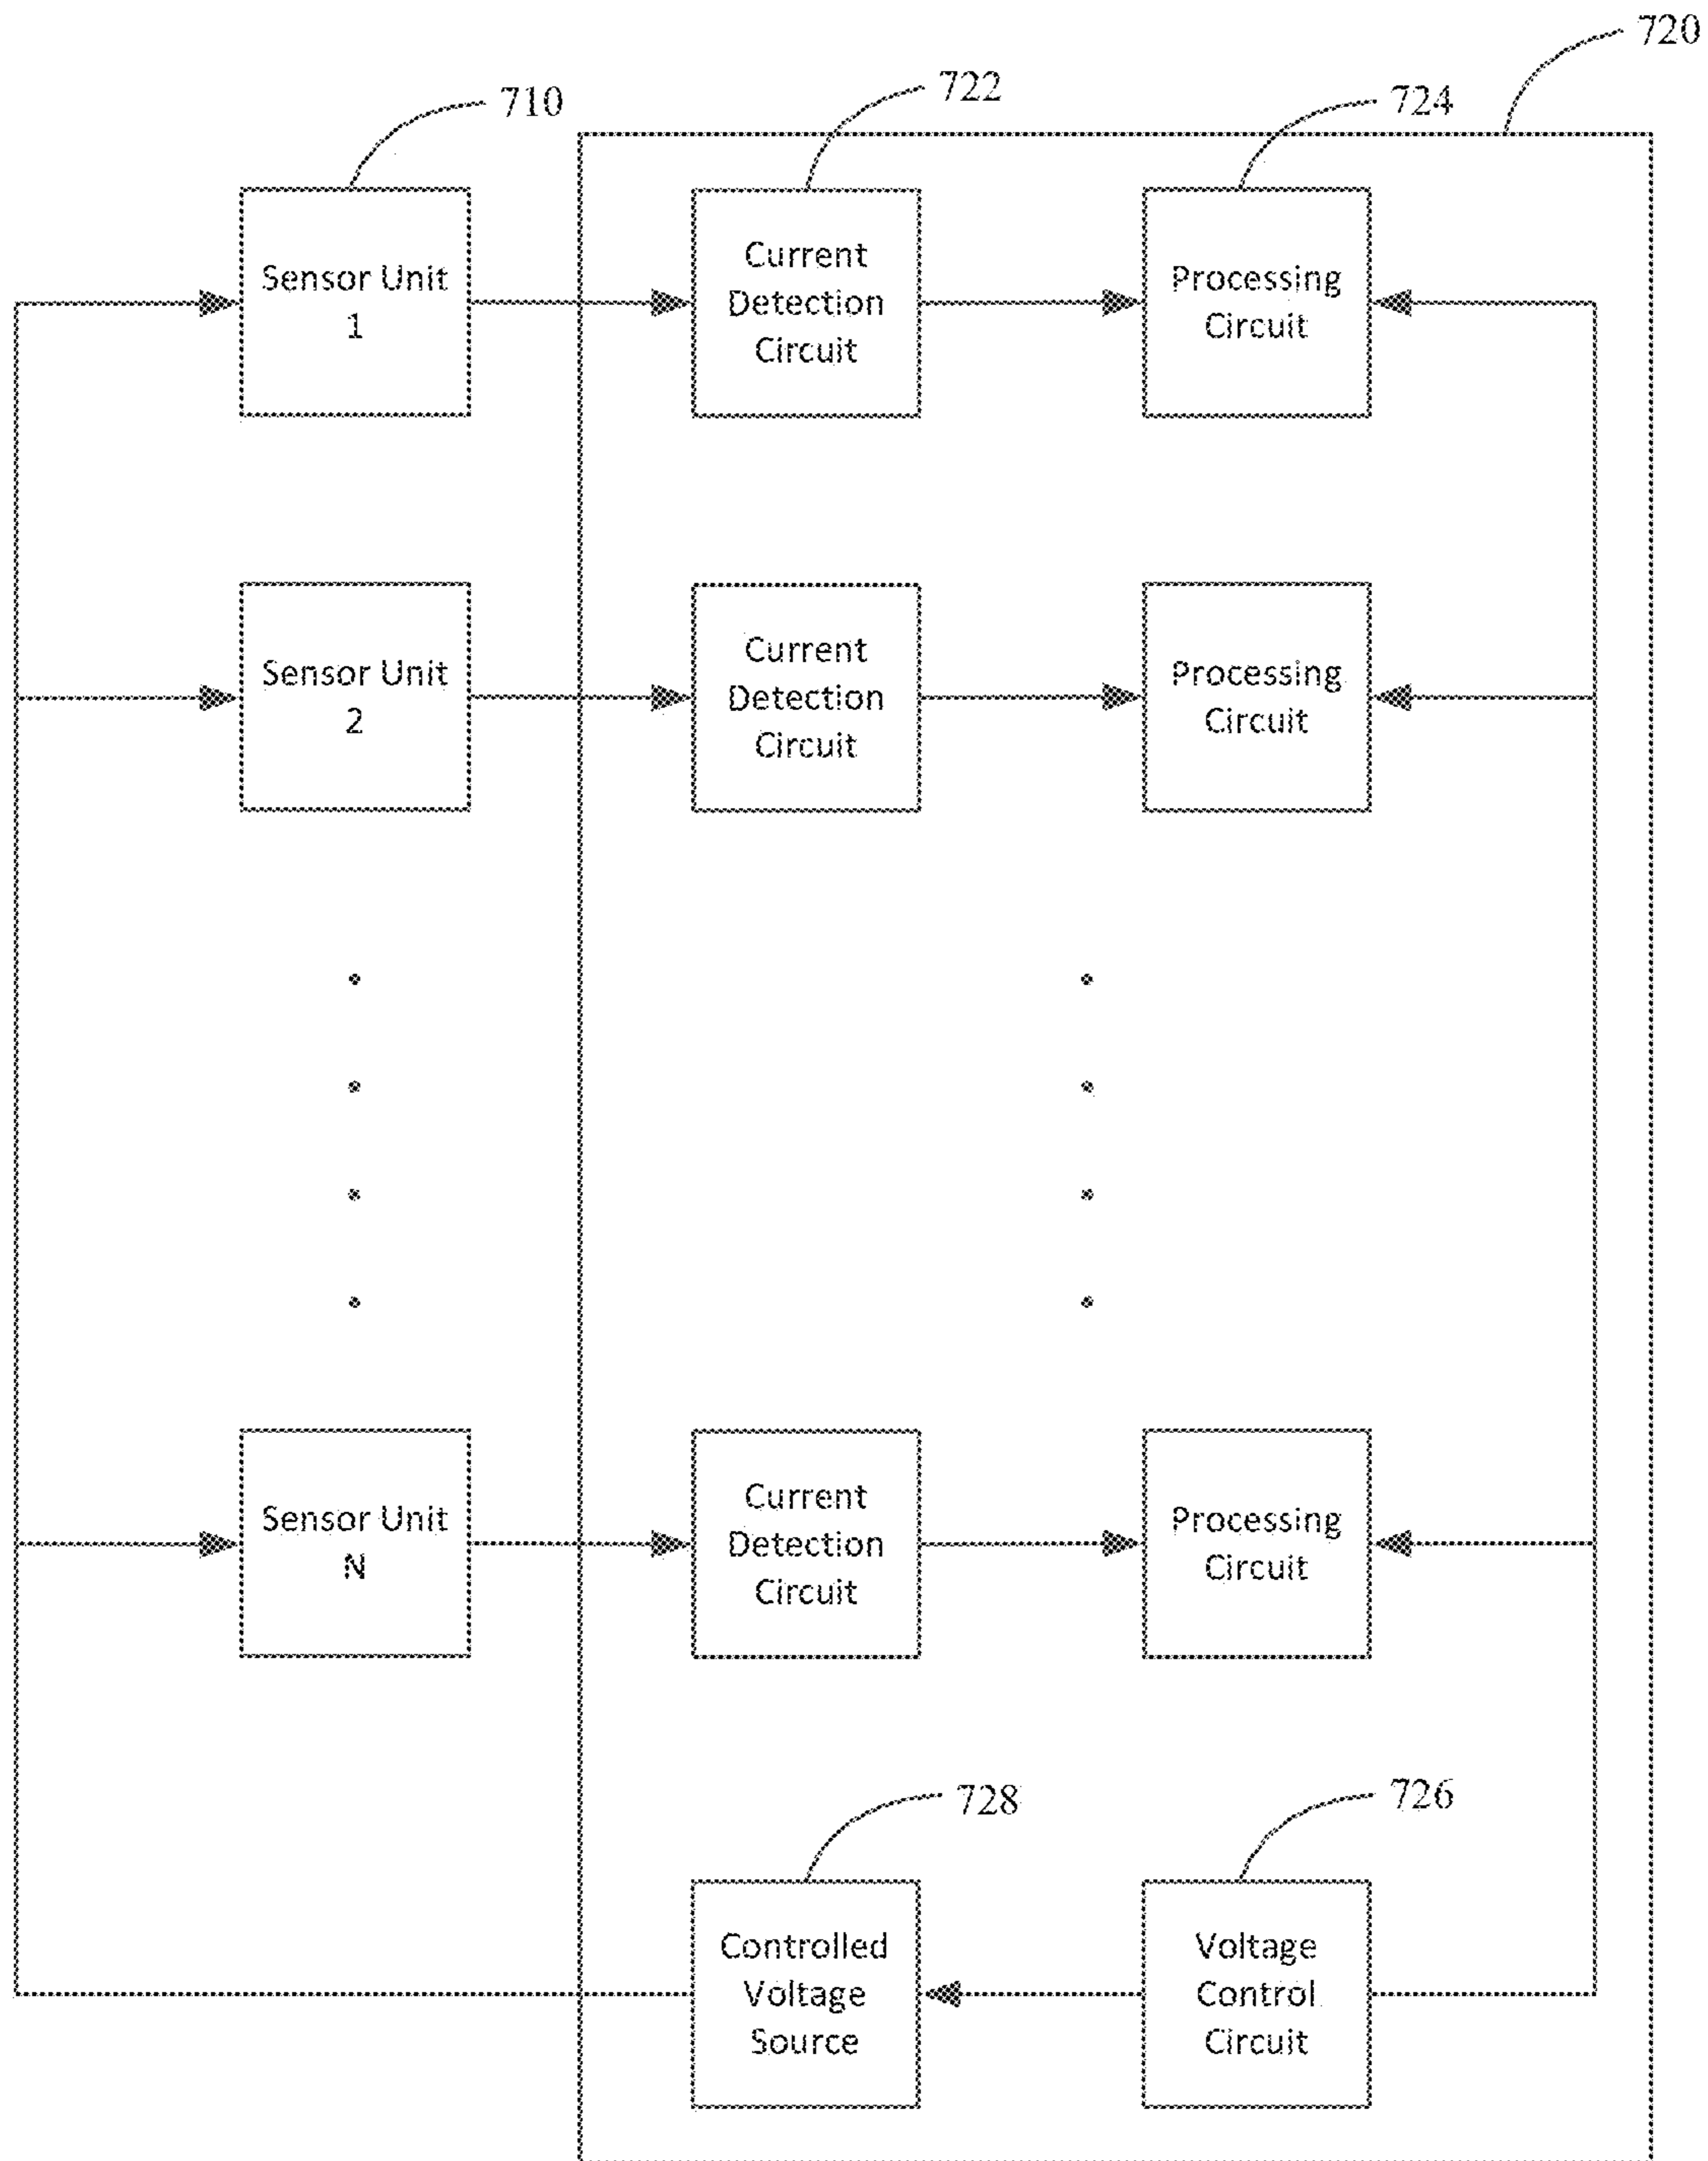 720
722
724
710
Sensor Unit
1
Current
Detection
Circuit
Processing
Circuit
Sensor Unit
2
Current
Detection
Circuit
Processing
Circuit
Sensor Unit
N
Current
Detection
Circuit
Processing
Circuit
728
726
Controlled
Voltage
Source
Voltage
Control
Circuit